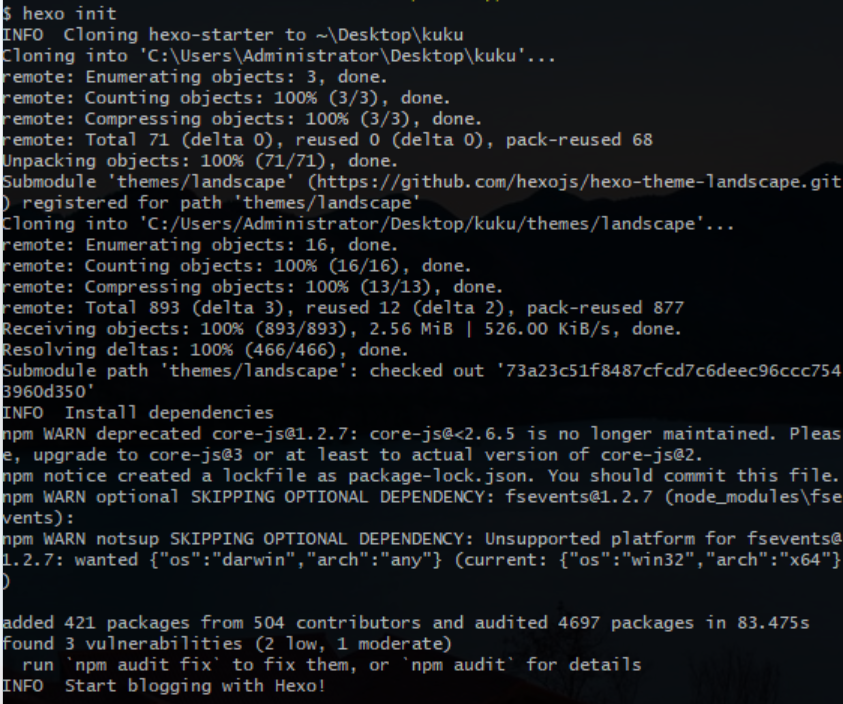 $ hexo init
INFO  Cloning hexo-starter to ~\Desktop\kuku
Cloning into 'C:\Users\Administrator\Desktop\kuku'...
remote: Enumerating objects: 3, done.
remote: Counting objects: 100% (3/3), done.
remote: Compressing objects: 100% (3/3), done.
remote: Total 71 (delta 0), reused 0 (delta 0), pack-reused 68
Unpacking objects: 100% (71/71), done.
Submodule 'themes/landscape' (https://github.com/hexojs/hexo-theme-landscape.git
) registered for path 'themes/landscape'
Cloning into 'C:/Users/Administrator/Desktop/kuku/themes/landscape'...
remote: Enumerating objects: 16, done.
remote: Counting objects: 100% (16/16), done.
remote: Compressing objects: 100% (13/13), done.
remote: Total 893 (delta 3), reused 12 (delta 2), pack-reused 877
Receiving objects: 100% (893/893), 2.56 MiB | 526.00 KiB/s, done.
Resolving deltas: 100% (466/466), done.
Submodule path 'themes/landscape': checked out '73a23c51f8487cfcd7c6deec96ccc754
3960d350'
INFO  Install dependencies
npm WARN deprecated core-js@1.2.7: core-js@<2.6.5 is no longer maintained. Pleas
e, upgrade to core-js@3 or at least to actual version of core-js@2.
npm notice created a lockfile as package-lock.json. You should commit this file.
npm WARN optional SKIPPING OPTIONAL DEPENDENCY: fsevents@1.2.7 (node_modules\fse
vents):
npm WARN notsup SKIPPING OPTIONAL DEPENDENCY: Unsupported platform for fsevents@
1.2.7: wanted {"os":"darwin","arch":"any"} (current: {"os":"win32","arch":"x64"}
)
added 421 packages from 504 contributors and audited 4697 packages in 83.475s
found 3 vulnerabilities (2 low, 1 moderate)
  run `npm audit fix` to fix them, or `npm audit` for details
INFO  Start blogging with Hexo!